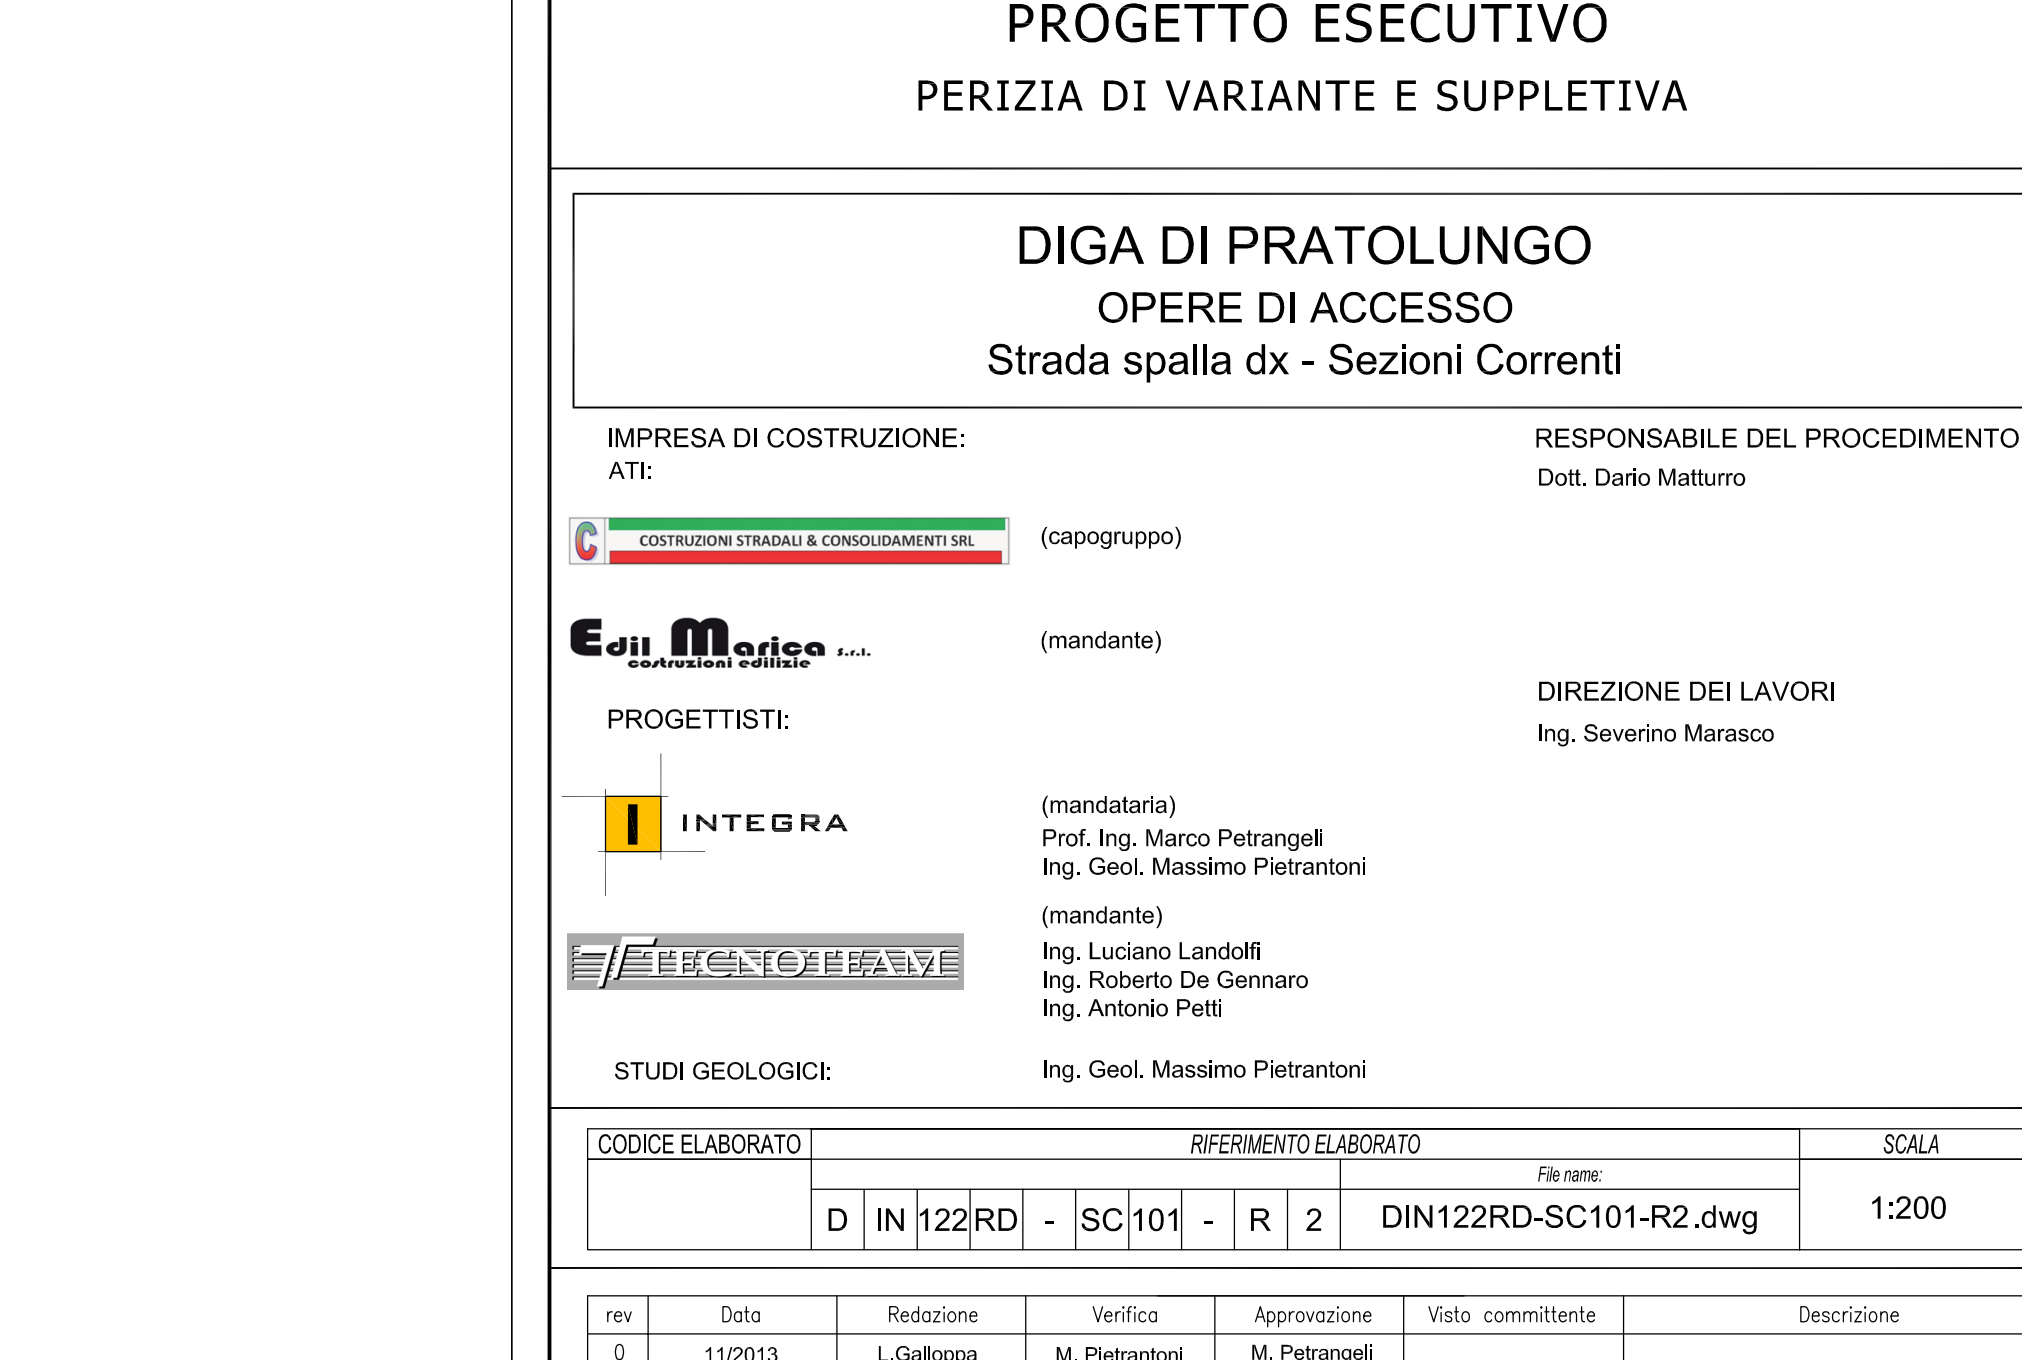 PROGETTO ESECUTIVO
PERIZIA DI VARIANTE E SUPPLETIVA
DIGA DI PRATOLUNGO
OPERE DI ACCESSO
Strada spalla dx - Sezioni Correnti
IMPRESA DI COSTRUZIONE:
ATI:
C COSTRUZIONI STRADALI & CONSOLIDAMENTI SRL (capogruppo)
Edil Marica s.r.l. (mandante)
costruzioni edilizie
RESPONSABILE DEL PROCEDIMENTO
Dott. Dario Matturro
DIREZIONE DEI LAVORI
Ing. Severino Marasco
PROGETTISTI:
I INTEGRA
(mandataria)
Prof. Ing. Marco Petrangeli
Ing. Geol. Massimo Pietrantoni
TECNOTEAM
(mandante)
Ing. Luciano Landolfi
Ing. Roberto De Gennaro
Ing. Antonio Petti
STUDI GEOLOGICI: Ing. Geol. Massimo Pietrantoni
CODICE ELABORATO RIFERIMENTO ELABORATO SCALA
File name:
D IN 122 RD - SC 101 - R 2 DIN122RD-SC101-R2.dwg 1:200
rev Data Redazione Verifica Approvazione Visto committente Descrizione
0 11/2013 L.Galloppa M. Pietrantoni M. Petrangeli